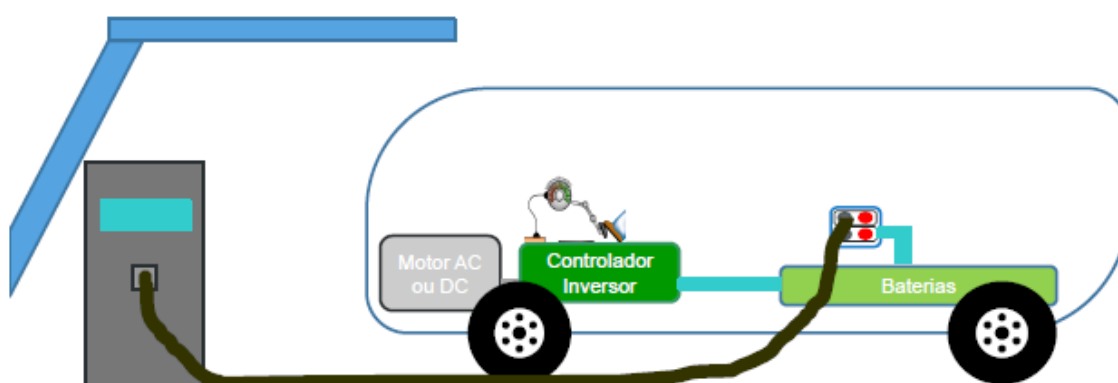 Motor AC
ou DC
Controlador
Inversor
Baterias